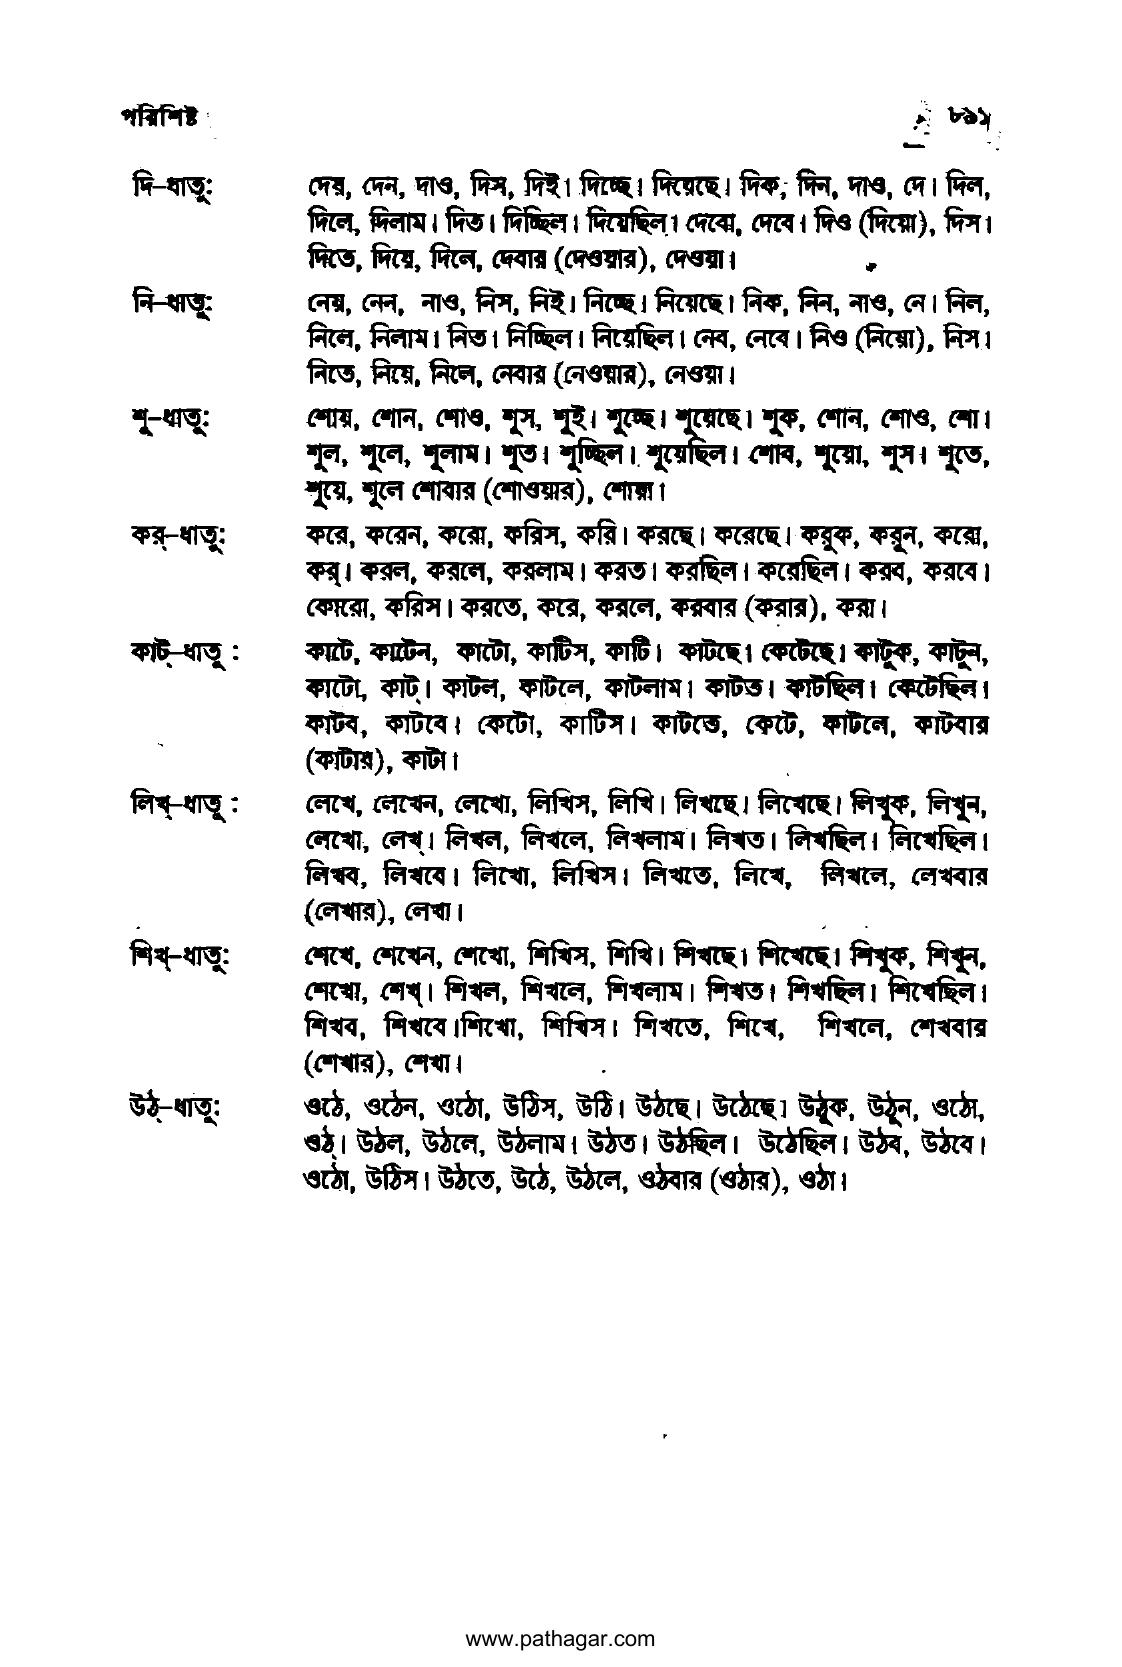 পরিশিষ্ট ৮৯১
দি-ধাতু: দেয়, দেন, দাও, দিস, দিই। দিচ্ছে। দিয়েছে। দিক, দিন, দাও, দে। দিল,
দিলে, দিলাম। দিত। দিচ্ছিল। দিয়েছিল। দেবো, দেবে। দিও (দিয়ো), দিস।
দিতে, দিয়ে, দিলে, দেবার (দেওয়ার), দেওয়া।
নি-ধাতু: নেয়, নেন, নাও, নিস, নিই। নিচ্ছে। নিয়েছে। নিক, নিন, নাও, নে। নিল,
নিলে, নিলাম। নিত। নিচ্ছিল। নিয়েছিল। নেব, নেবে। নিও (নিয়ো), নিস।
নিতে, নিয়ে, নিলে, নেবার (নেওয়ার), নেওয়া।
শু-ধাতু: শোয়, শোন, শোও, শুস, শুই। শুচ্ছে। শুয়েছে। শুক, শোন, শোও, শো।
শুল, শুলে, শুলাম। শুত। শুচ্ছিল। শুয়েছিল। শোব, শুয়ো, শুস। শুতে,
শুয়ে, শুলে শোবার (শোওয়ার), শোয়া।
কর্-ধাতু: করে, করেন, করো, করিস, করি। করছে। করেছে। করুক, করুন, করো,
কর্। করল, করলে, করলাম। করত। করছিল। করেছিল। করব, করবে।
কোরো, করিস। করতে, করে, করলে, করবার (করার), করা।
কাট্-ধাতু : কাটে, কাটেন, কাটো, কাটিস, কাটি। কাটছে। কেটেছে। কাটুক, কাটুন,
কাটো, কাট্। কাটল, কাটলে, কাটলাম। কাটত। কাটছিল। কেটেছিল।
কাটব, কাটবে। কেটো, কাটিস। কাটতে, কেটে, কাটলে, কাটবার
(কাটার), কাটা।
লিখ্-ধাতু : লেখে, লেখেন, লেখো, লিখিস, লিখি। লিখছে। লিখেছে। লিখুক, লিখুন,
লেখো, লেখ্। লিখল, লিখলে, লিখলাম। লিখত। লিখছিল। লিখেছিল।
লিখব, লিখবে। লিখো, লিখিস। লিখতে, লিখে, লিখলে, লেখবার
(লেখার), লেখা।
শিখ্-ধাতু: শেখে, শেখেন, শেখো, শিখিস, শিখি। শিখছে। শিখেছে। শিখুক, শিখুন,
শেখো, শেখ্। শিখল, শিখলে, শিখলাম। শিখত। শিখছিল। শিখেছিল।
শিখব, শিখবে।শিখো, শিখিস। শিখতে, শিখে, শিখলে, শেখবার
(শেখার), শেখা।
উঠ্-ধাতু: ওঠে, ওঠেন, ওঠো, উঠিস, উঠি। উঠছে। উঠেছে। উঠুক, উঠুন, ওঠো,
ওঠ্। উঠল, উঠলে, উঠলাম। উঠত। উঠছিল। উঠেছিল। উঠব, উঠবে।
ওঠো, উঠিস। উঠতে, উঠে, উঠলে, ওঠবার (ওঠার), ওঠা।
www.pathagar.com